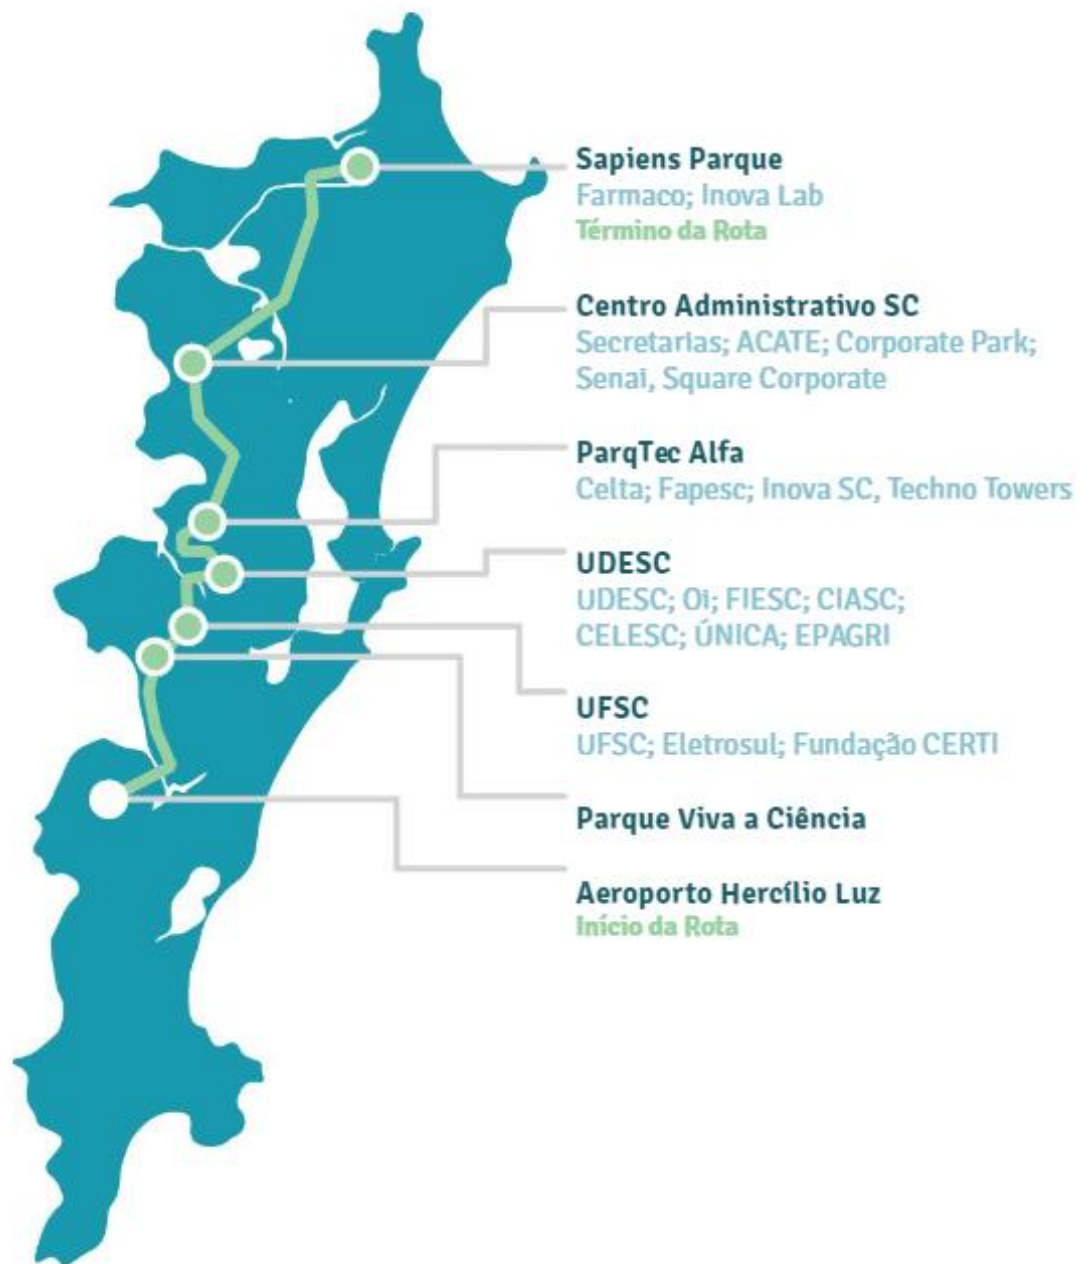 Sapiens Parque
Farmaco; Inova Lab
Término da Rota
Centro Administrativo SC
Secretarias; ACATE; Corporate Park;
Senai, Square Corporate
ParqTec Alfa
Celta; Fapesc; Inova SC, Techno Towers
UDESC
UDESC; Oi; FIESC; CIASC;
CELESC; ÚNICA; EPAGRI
UFSC
UFSC; Eletrosul; Fundação CERTI
Parque Viva a Ciência
Aeroporto Hercílio Luz
Início da Rota